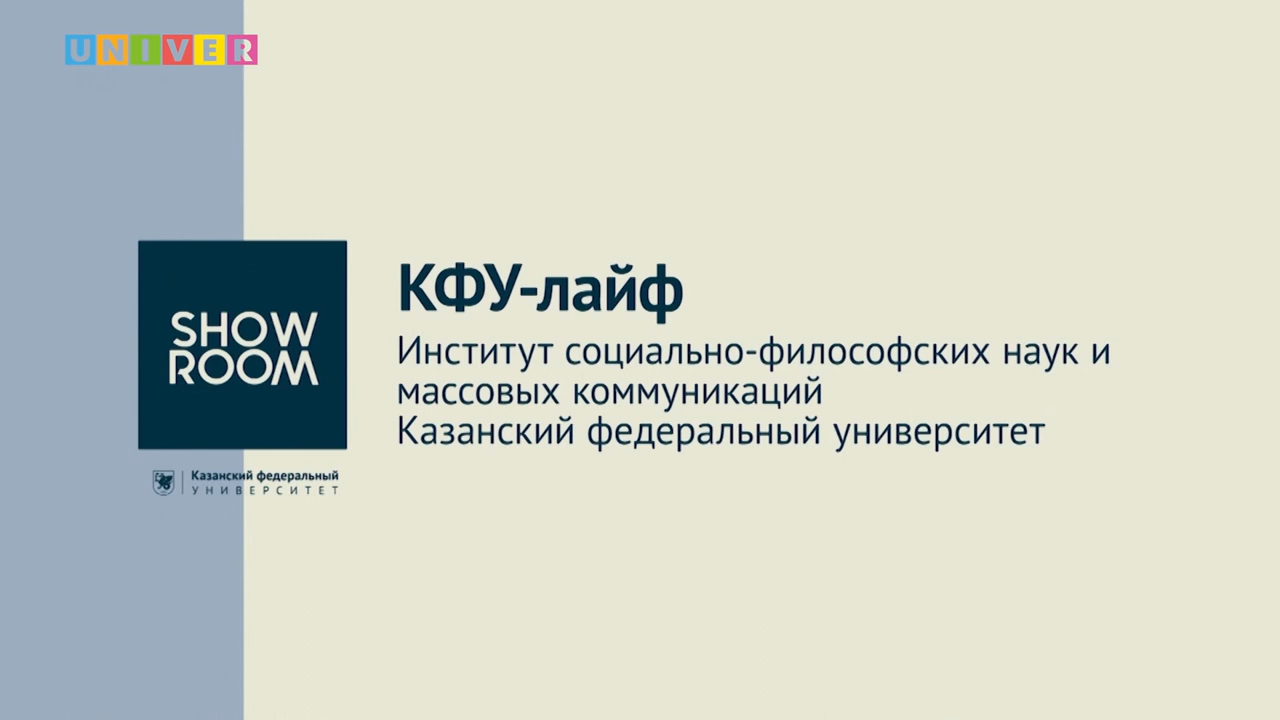 UNIVER
SHOW
ROOM
Казанский федеральный
УНИВЕРСИТЕТ
КФУ-лайф
Институт социально-философских наук и
массовых коммуникаций
Казанский федеральный университет